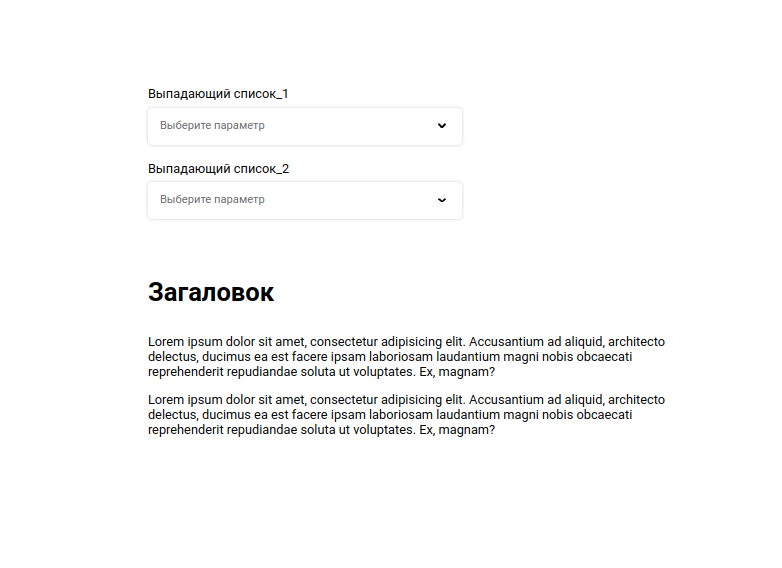 Выпадающий список_1
Выберите параметр
Выпадающий список_2
Выберите параметр
Загаловок
Lorem ipsum dolor sit amet, consectetur adipisicing elit. Accusantium ad aliquid, architecto
delectus, ducimus ea est facere ipsam laboriosam laudantium magni nobis obcaecati
reprehenderit repudiandae soluta ut voluptates. Ex, magnam?
Lorem ipsum dolor sit amet, consectetur adipisicing elit. Accusantium ad aliquid, architecto
delectus, ducimus ea est facere ipsam laboriosam laudantium magni nobis obcaecati
reprehenderit repudiandae soluta ut voluptates. Ex, magnam?